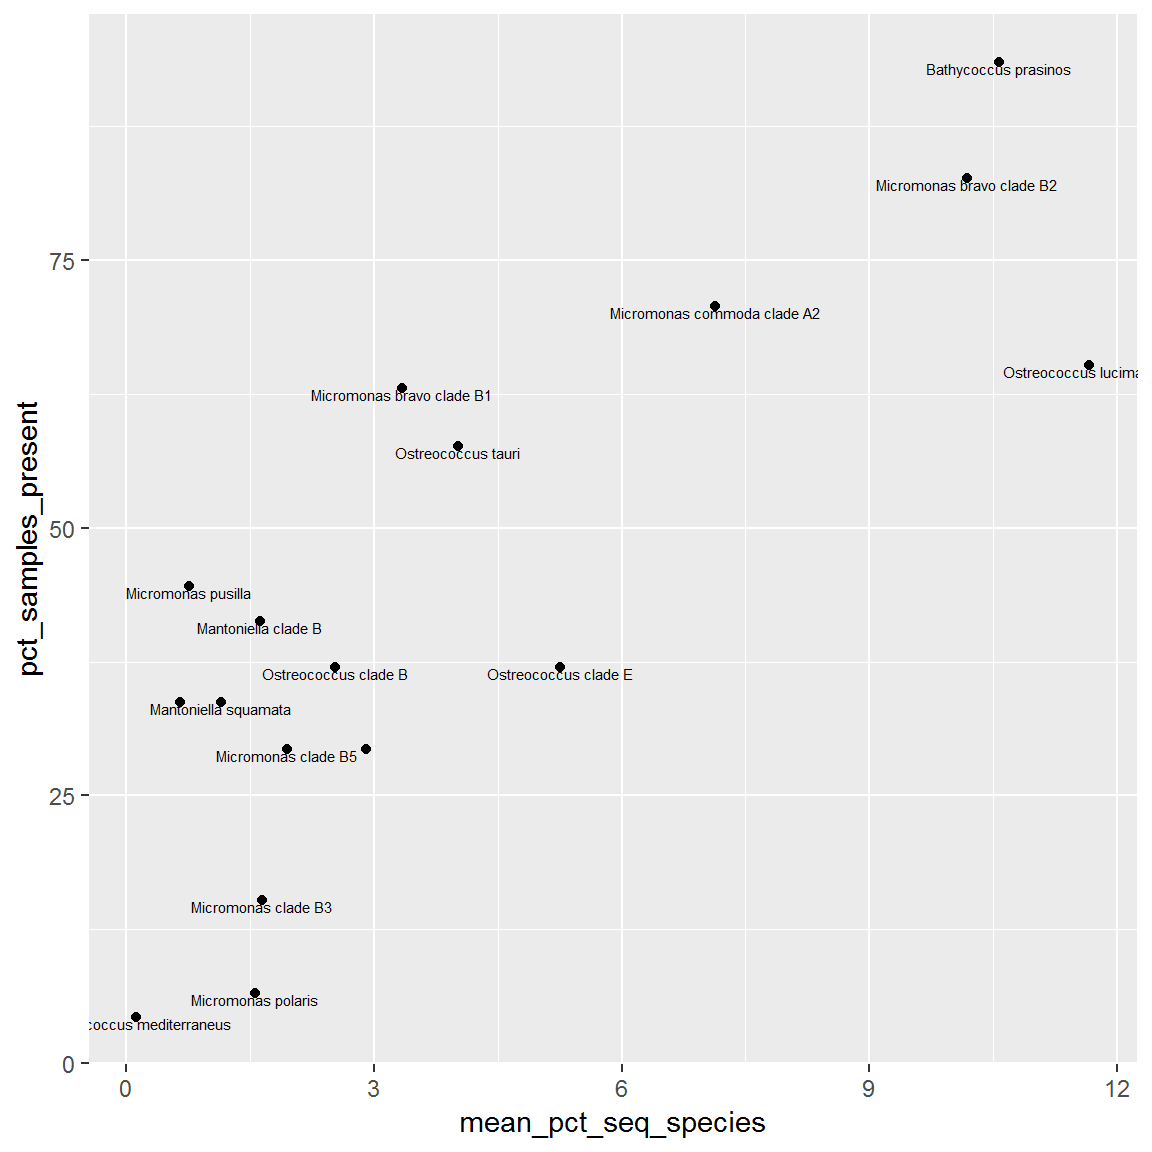 Bathycoccus prasinos
Micromonas bravo clade B2
75
Micromonas commoda clade A2
Ostreococcus lucima
Micromonas bravo clade B1
Ostreococcus tauri
pct_samples_present
50
Micromonas pusilla
Mantoniella clade B
Ostreococcus clade B
Ostreococcus clade E
Mantoniella squamata
Micromonas clade B5
25
Micromonas clade B3
Micromonas polaris
coccus mediterraneus
0
0 3 6 9 12
mean_pct_seq_species